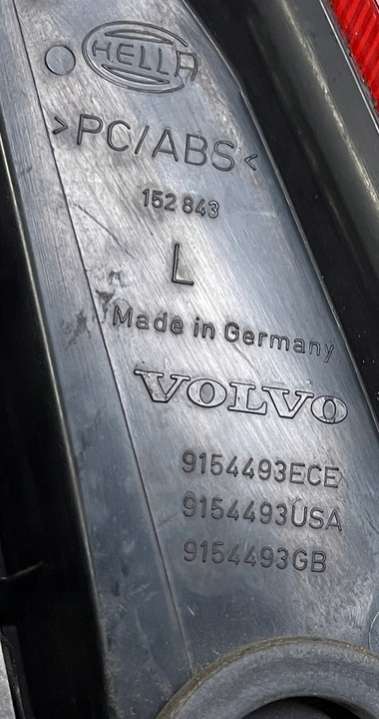 HELLA
>PC/ABS<
152 843
L
Made in Germany
VOLVO
9154493ECE
9154493USA
9154493GB